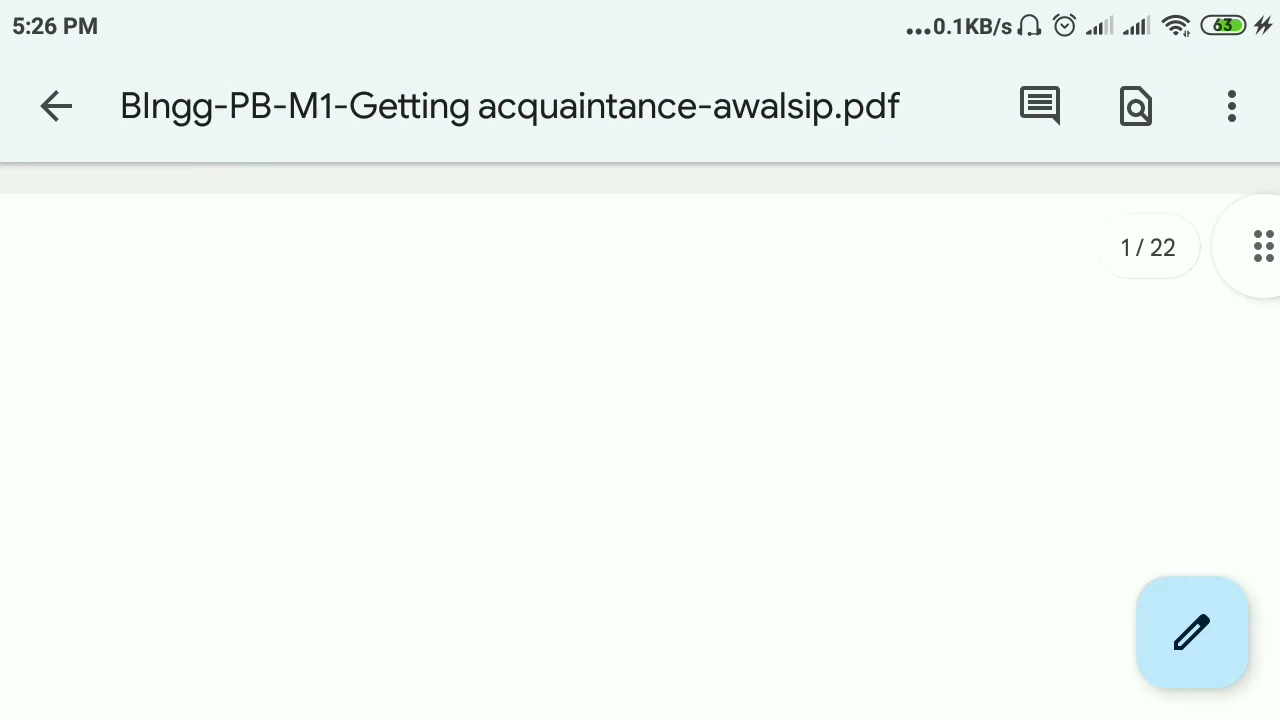 5:26 PM
...0.1KB/s
63
BIngg-PB-M1-Getting acquaintance-awalsip.pdf
1 / 22